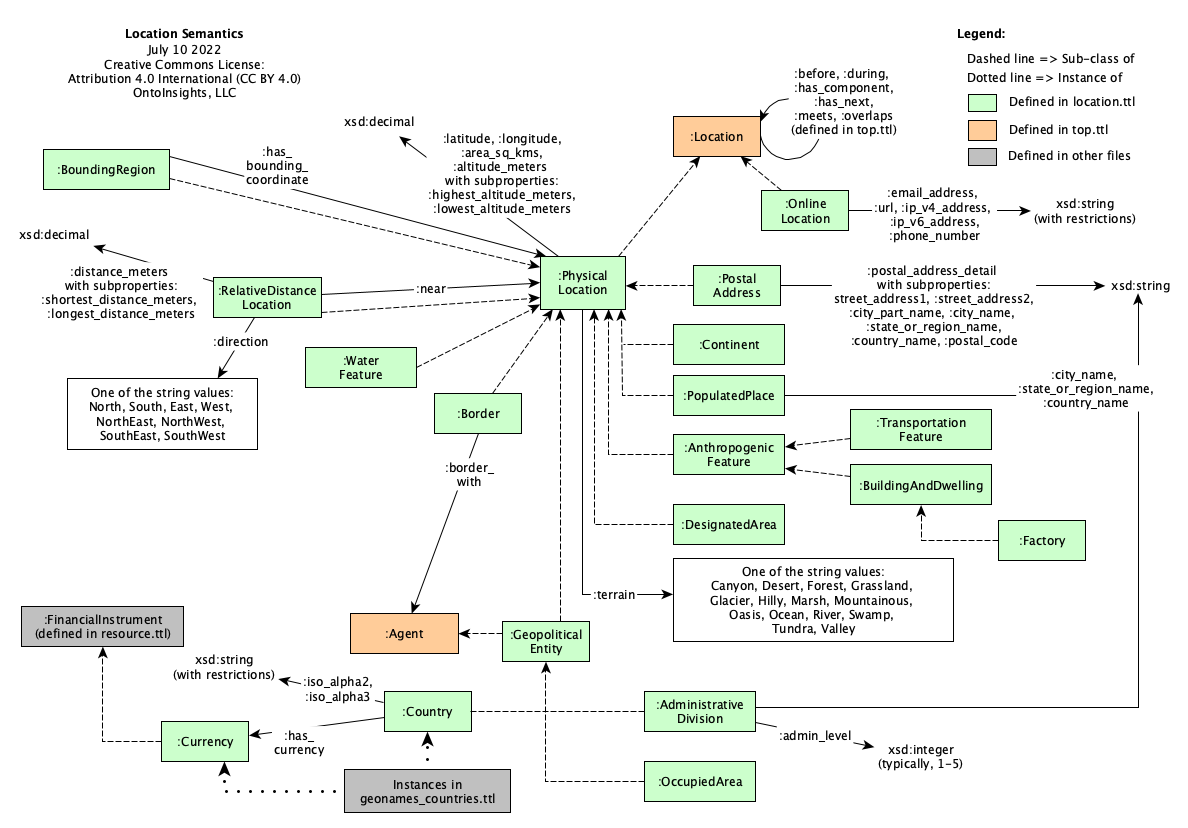 Location Semantics
July 10 2022
Creative Commons License:
Attribution 4.0 International (CC BY 4.0)
OntoInsights, LLC
Legend:
Dashed line => Sub-class of
Dotted line => Instance of
Defined in location.ttl
Defined in top.ttl
Defined in other files
:before, :during,
:has_component,
:has_next,
:meets, :overlaps
(defined in top.ttl)
:Location
xsd:decimal
:latitude, :longitude,
:area_sq_kms,
:altitude_meters
with subproperties:
:highest_altitude_meters,
:lowest_altitude_meters
:BoundingRegion
:has_
bounding_
coordinate
:Online
Location
:email_address,
:url, :ip_v4_address,
:ip_v6_address,
:phone_number
xsd:string
(with restrictions)
xsd:decimal
:distance_meters
with subproperties:
:shortest_distance_meters,
:longest_distance_meters
:RelativeDistance
Location
:near
:direction
One of the string values:
North, South, East, West,
NorthEast, NorthWest,
SouthEast, SouthWest
:Physical
Location
:Postal
Address
:postal_address_detail
with subproperties:
street_address1, :street_address2,
:city_part_name, :city_name,
:state_or_region_name,
:country_name, :postal_code
xsd:string
:Water
Feature
:Continent
:PopulatedPlace
:city_name,
:state_or_region_name,
:country_name
:Border
:border_
with
:Anthropogenic
Feature
:Transportation
Feature
:BuildingAndDwelling
:DesignatedArea
:Factory
:terrain
One of the string values:
Canyon, Desert, Forest, Grassland,
Glacier, Hilly, Marsh, Mountainous,
Oasis, Ocean, River, Swamp,
Tundra, Valley
:FinancialInstrument
(defined in resource.ttl)
:Agent
:Geopolitical
Entity
xsd:string
(with restrictions)
:iso_alpha2,
:iso_alpha3
:Country
:Administrative
Division
:admin_level
xsd:integer
(typically, 1-5)
:Currency
:has_
currency
:OccupiedArea
Instances in
geonames_countries.ttl